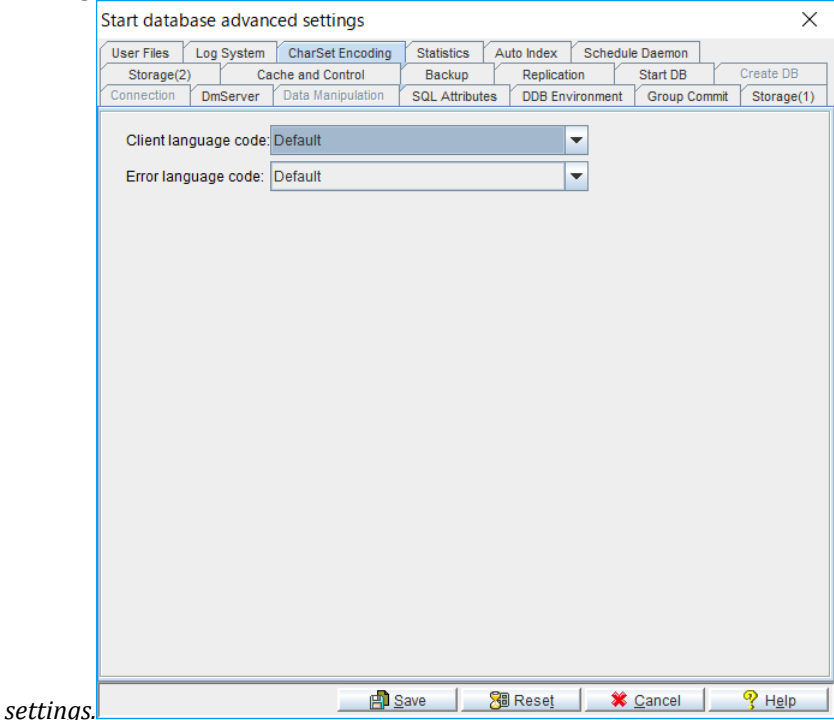 Start database advanced settings
User Files Log System CharSet Encoding Statistics Auto Index Schedule Daemon
Storage(2) Cache and Control Backup Replication Start DB Create DB
Connection DmServer Data Manipulation SQL Attributes DDB Environment Group Commit Storage(1)
Client language code: Default
Error language code: Default
Save Reset Cancel Help
settings.